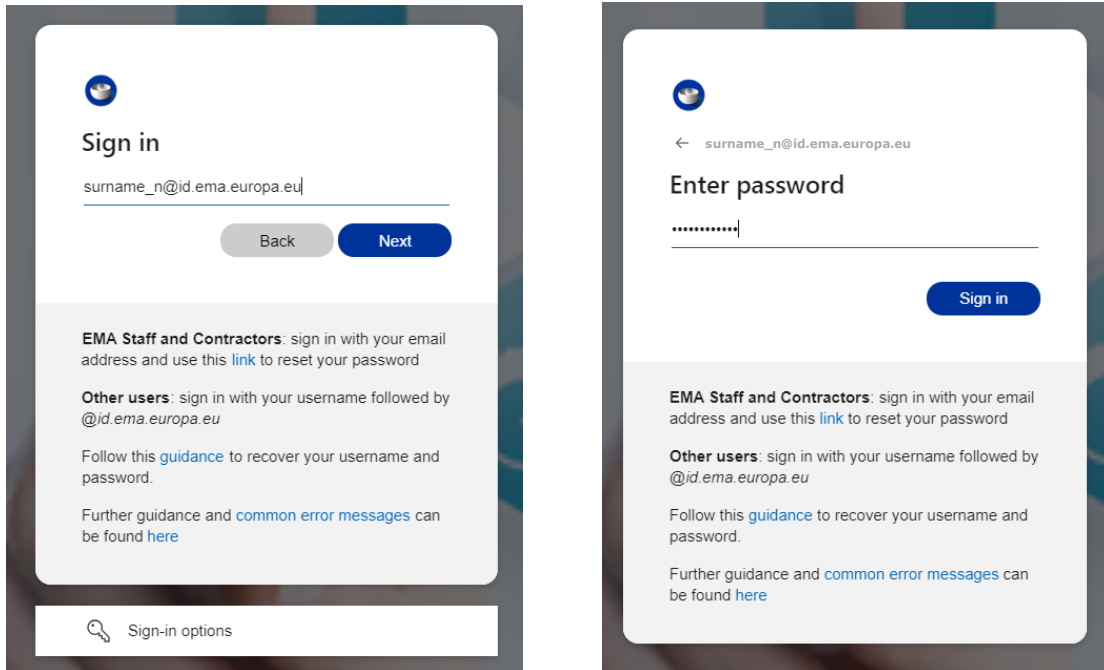 Sign in
surname_n@id.ema.europa.eu
Back
Next
EMA Staff and Contractors: sign in with your email
address and use this link to reset your password
Other users: sign in with your username followed by
@id.ema.europa.eu
Follow this guidance to recover your username and
password.
Further guidance and common error messages can
be found here
Sign-in options
surname_n@id.ema.europa.eu
Enter password
••••••••••••
Sign in
EMA Staff and Contractors: sign in with your email
address and use this link to reset your password
Other users: sign in with your username followed by
@id.ema.europa.eu
Follow this guidance to recover your username and
password.
Further guidance and common error messages can
be found here